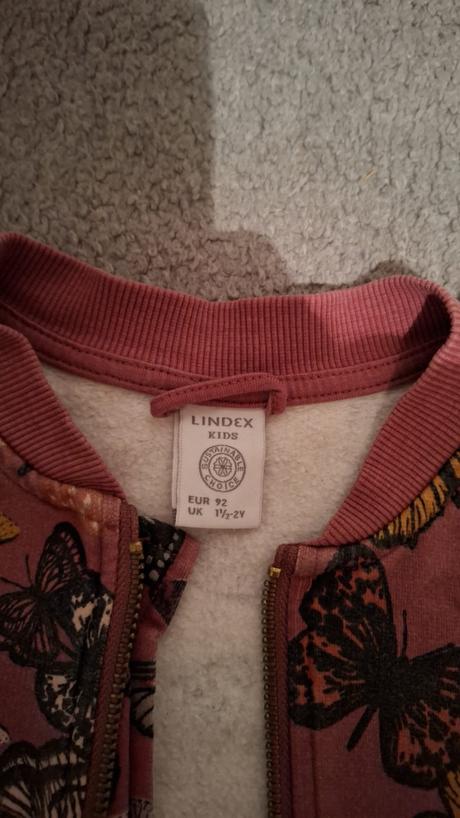 LINDEX
KIDS
SUSTAINABLE
CHOICE
EUR 92
UK 1½-2Y